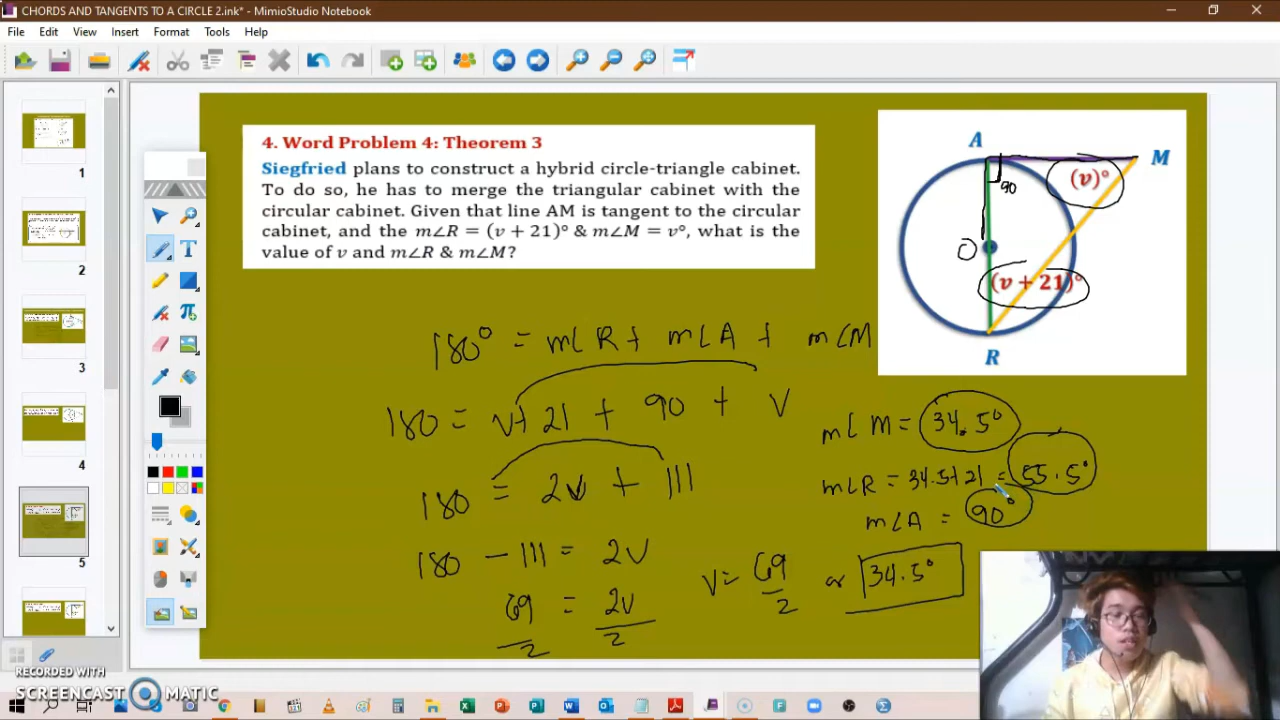 CHORDS AND TANGENTS TO A CIRCLE 2.ink* - MimioStudio Notebook
File Edit View Insert Format Tools Help
4. Word Problem 4: Theorem 3
Siegfried plans to construct a hybrid circle-triangle cabinet.
To do so, he has to merge the triangular cabinet with the
circular cabinet. Given that line AM is tangent to the circular
cabinet, and the m∠R = (v + 21)° & m∠M = v°, what is the
value of v and m∠R & m∠M?
A
M
90
(v)°
O
(v + 21)°
R
180° = m∠R + m∠A + m∠M
180 = v + 21 + 90 + v
180 = 2v + 111
180 - 111 = 2v
69/2 = 2v/2
v = 69/2 or 34.5°
m∠M = 34.5°
m∠R = 34.5+21 = 55.5°
m∠A = 90°
1
2
3
4
5
RECORDED WITH
SCREENCAST MATIC